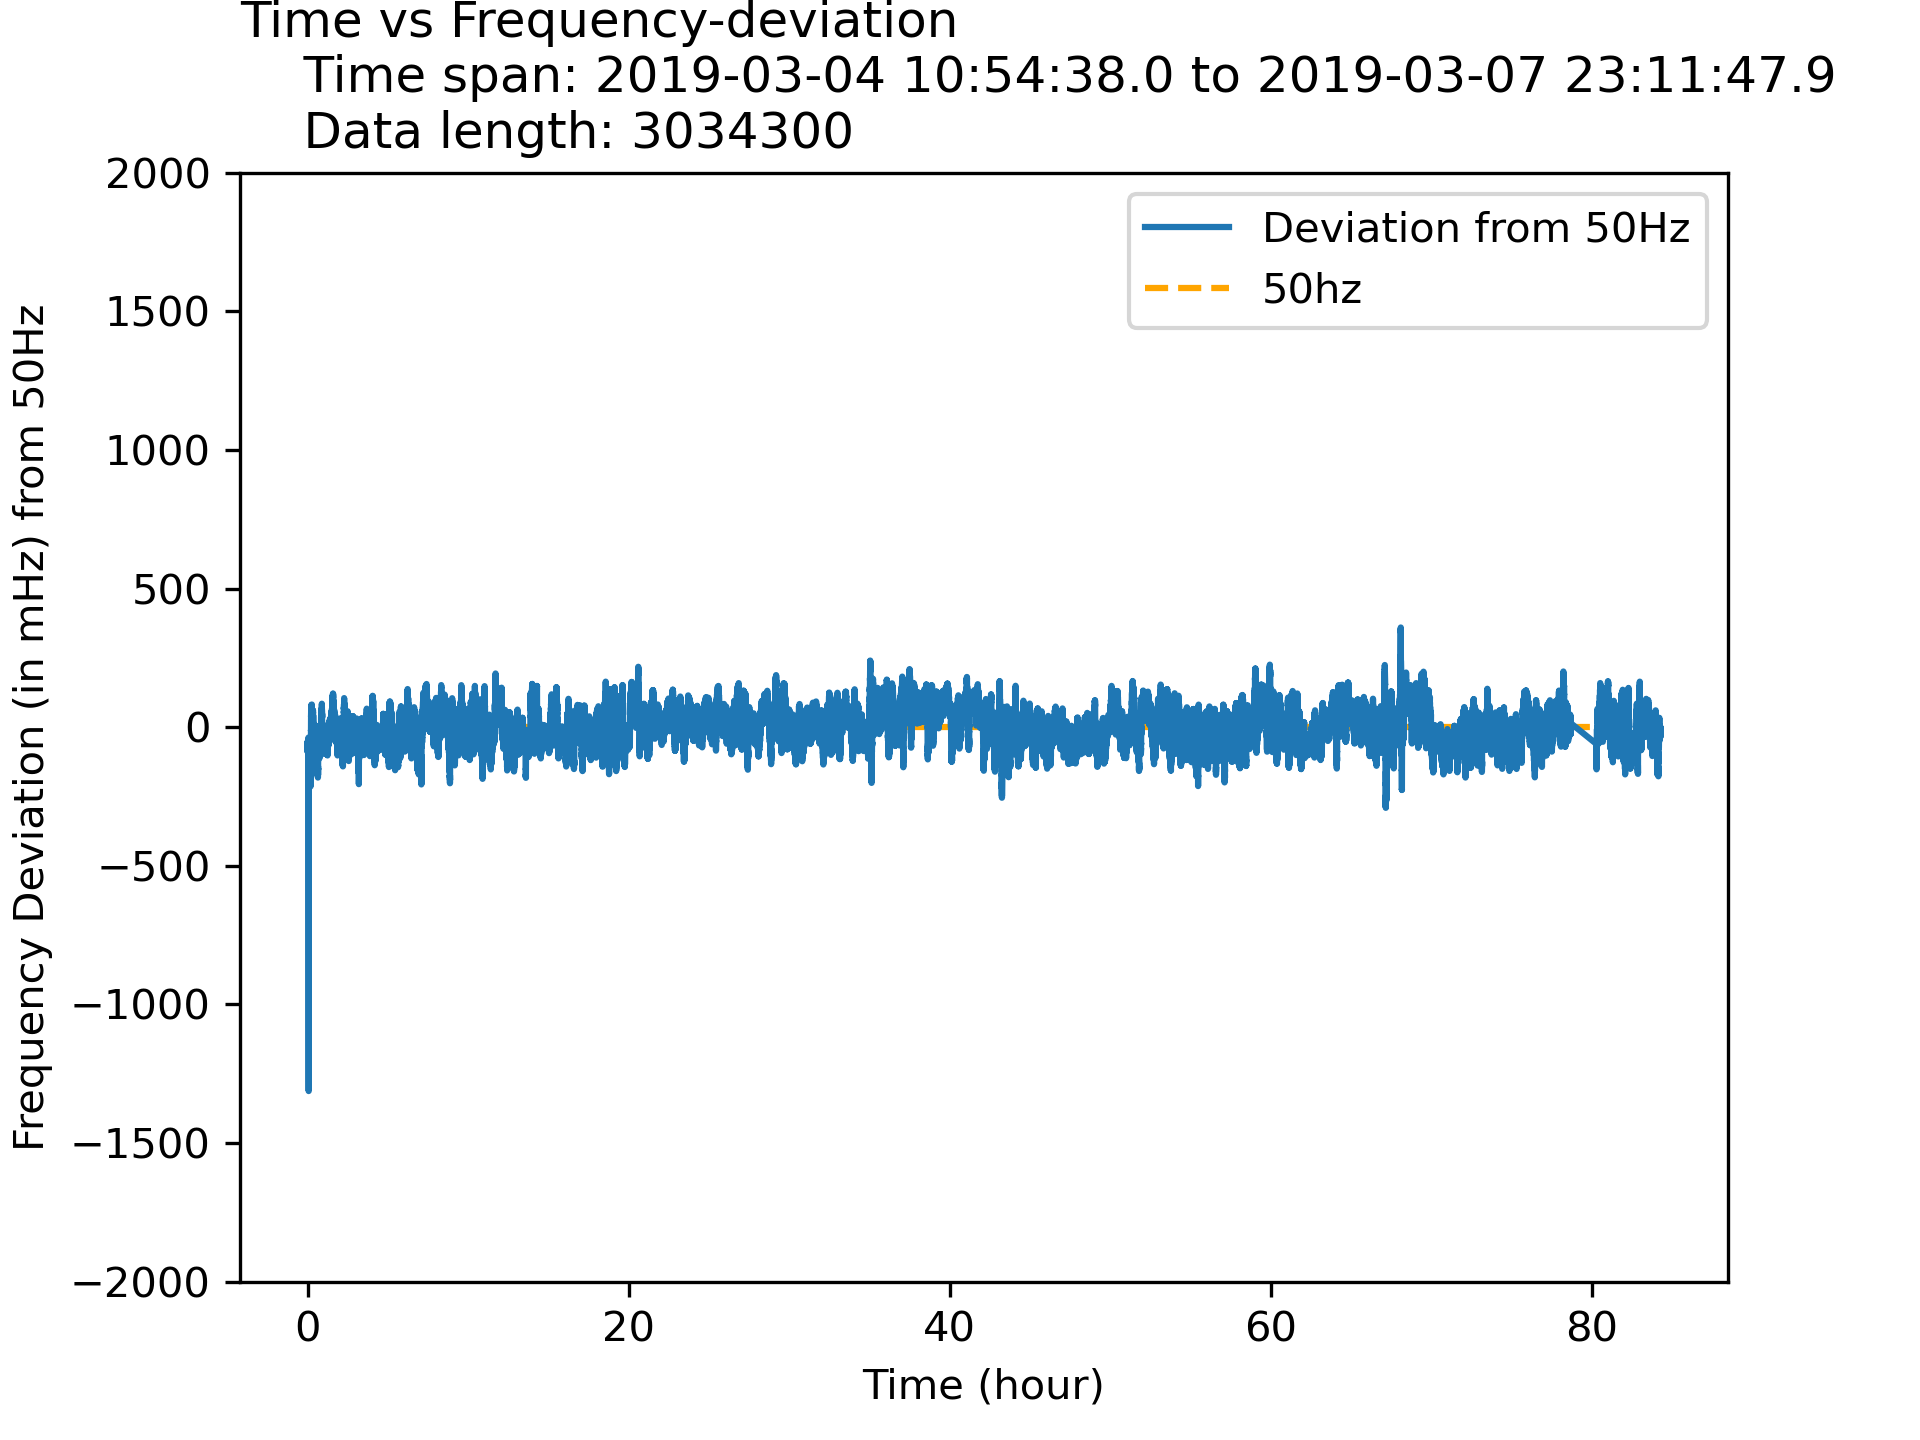 Time vs Frequency-deviation
Time span: 2019-03-04 10:54:38.0 to 2019-03-07 23:11:47.9
Data length: 3034300
Deviation from 50Hz
50hz
Frequency Deviation (in mHz) from 50Hz
2000
1500
1000
500
0
−500
−1000
−1500
−2000
0 20 40 60 80
Time (hour)